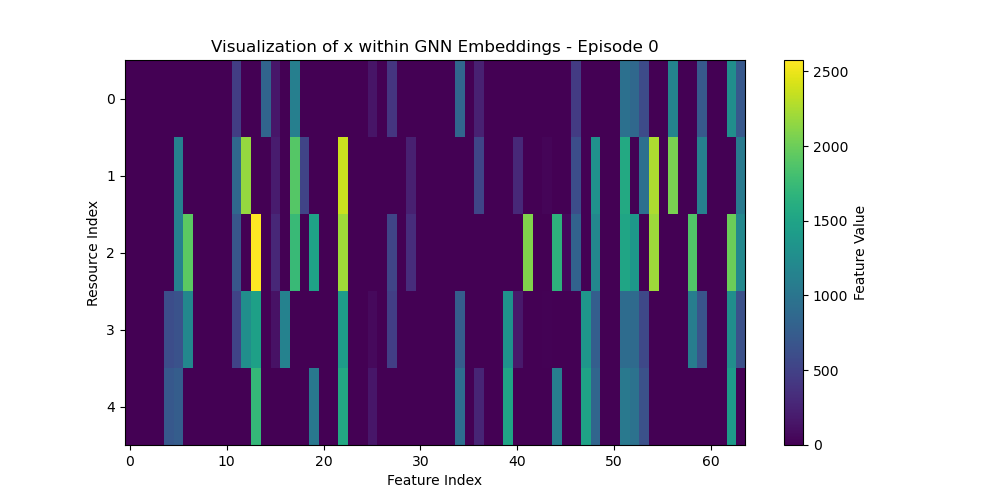 Visualization of x within GNN Embeddings - Episode 0
0
1
2
3
4
Resource Index
0 10 20 30 40 50 60
Feature Index
2500
2000
1500
1000
500
0
Feature Value